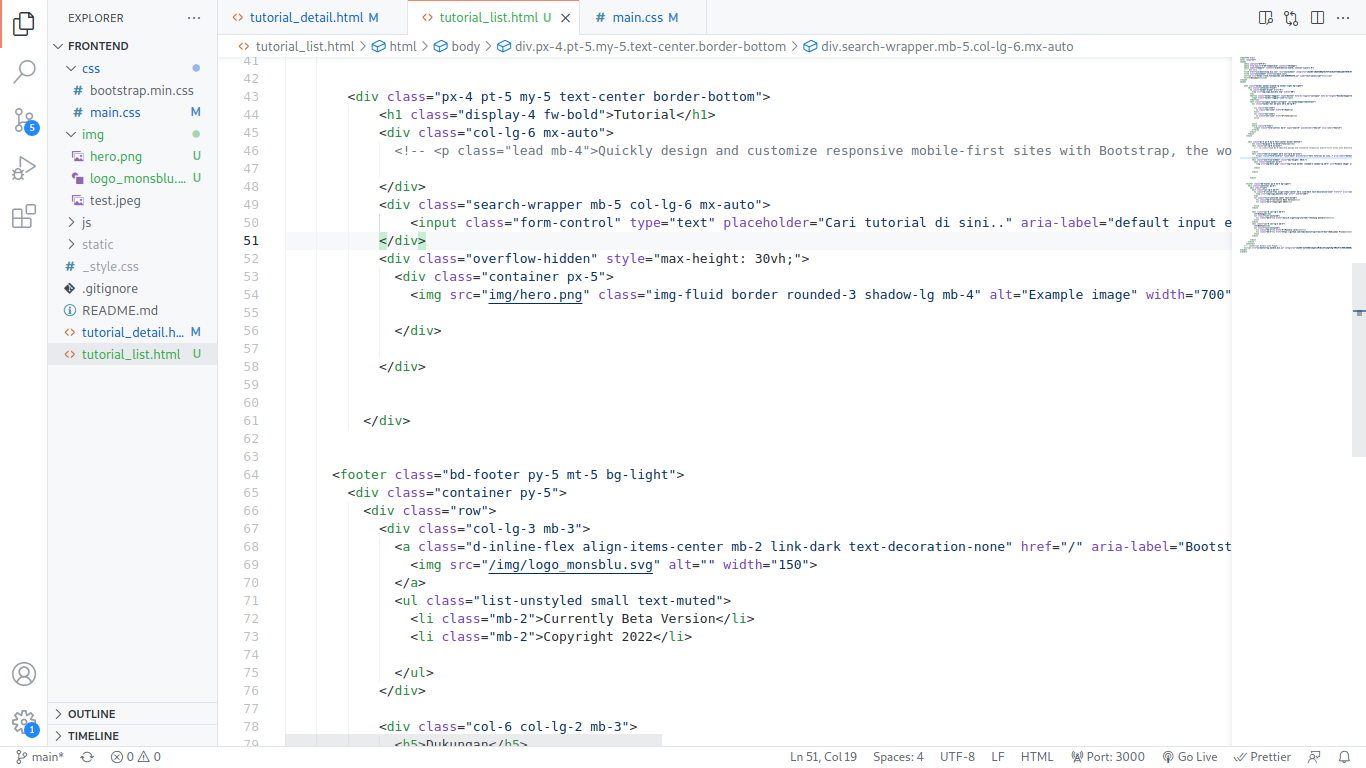 EXPLORER
FRONTEND
css
bootstrap.min.css
main.css M
img
hero.png U
logo_monsblu.... U
test.jpeg
js
static
_style.css
.gitignore
README.md
tutorial_detail.h... M
tutorial_list.html U
OUTLINE
TIMELINE
5
1
tutorial_detail.html M
tutorial_list.html U
main.css M
tutorial_list.html > html > body > div.px-4.pt-5.my-5.text-center.border-bottom > div.search-wrapper.mb-5.col-lg-6.mx-auto
41
42
43 <div class="px-4 pt-5 my-5 text-center border-bottom">
44 <h1 class="display-4 fw-bold">Tutorial</h1>
45 <div class="col-lg-6 mx-auto">
46 <!-- <p class="lead mb-4">Quickly design and customize responsive mobile-first sites with Bootstrap, the wo
47
48 </div>
49 <div class="search-wrapper mb-5 col-lg-6 mx-auto">
50 <input class="form-control" type="text" placeholder="Cari tutorial di sini.." aria-label="default input e
51 </div>
52 <div class="overflow-hidden" style="max-height: 30vh;">
53 <div class="container px-5">
54 <img src="img/hero.png" class="img-fluid border rounded-3 shadow-lg mb-4" alt="Example image" width="700"
55
56 </div>
57
58 </div>
59
60
61 </div>
62
63
64 <footer class="bd-footer py-5 mt-5 bg-light">
65 <div class="container py-5">
66 <div class="row">
67 <div class="col-lg-3 mb-3">
68 <a class="d-inline-flex align-items-center mb-2 link-dark text-decoration-none" href="/" aria-label="Bootst
69 <img src="/img/logo_monsblu.svg" alt="" width="150">
70 </a>
71 <ul class="list-unstyled small text-muted">
72 <li class="mb-2">Currently Beta Version</li>
73 <li class="mb-2">Copyright 2022</li>
74
75 </ul>
76 </div>
77
78 <div class="col-6 col-lg-2 mb-3">
79 <h5>Dukungan</h5>
main* 0 0 Ln 51, Col 19 Spaces: 4 UTF-8 LF HTML Port: 3000 Go Live Prettier